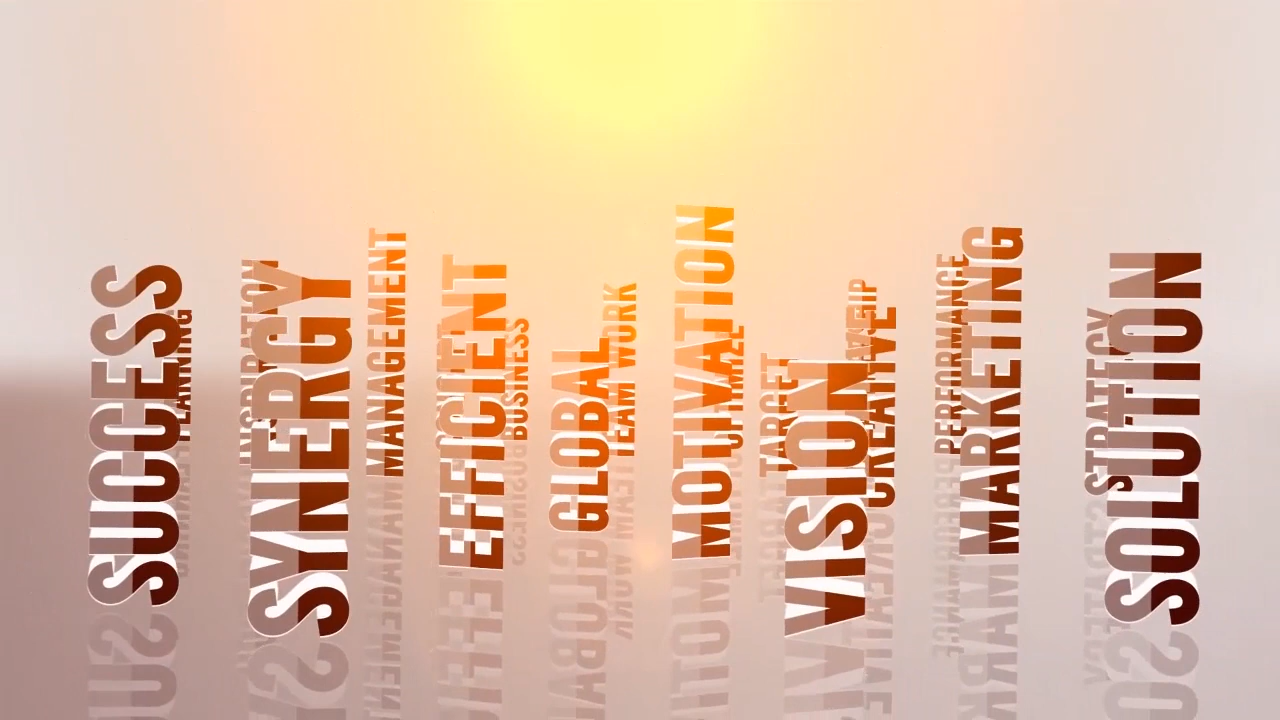 SUCCESS
PLANNING
INSPIRATION
SYNERGY
MANAGEMENT
EFFICIENT
BUSINESS
GLOBAL
TEAM WORK
MOTIVATION
TARGET
VISION
CREATIVE
PERFORMANCE
MARKETING
STRATEGY
SOLUTION